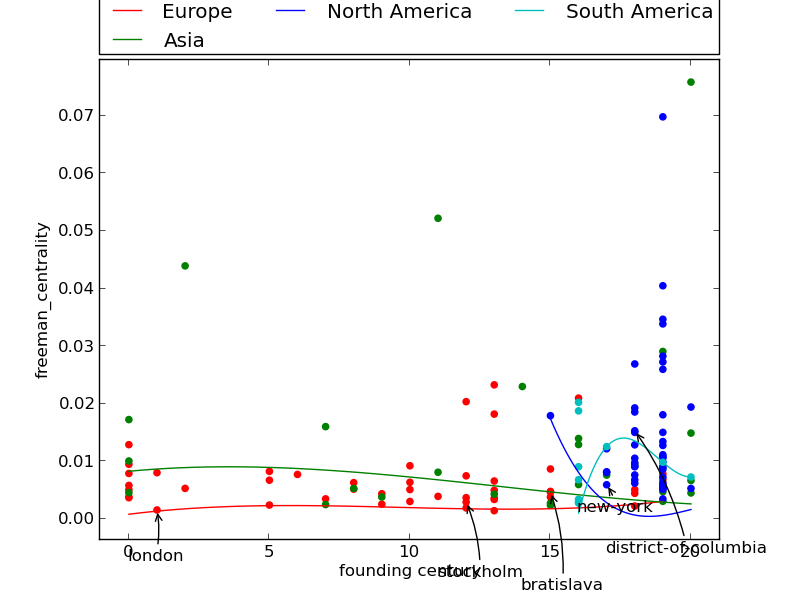 Europe North America South America
Asia
0.07
0.06
0.05
0.04
0.03
0.02
0.01
0.00
freeman_centrality
0 5 10 15 20
founding century
london
stockholm
bratislava
new-york
district-of-columbia